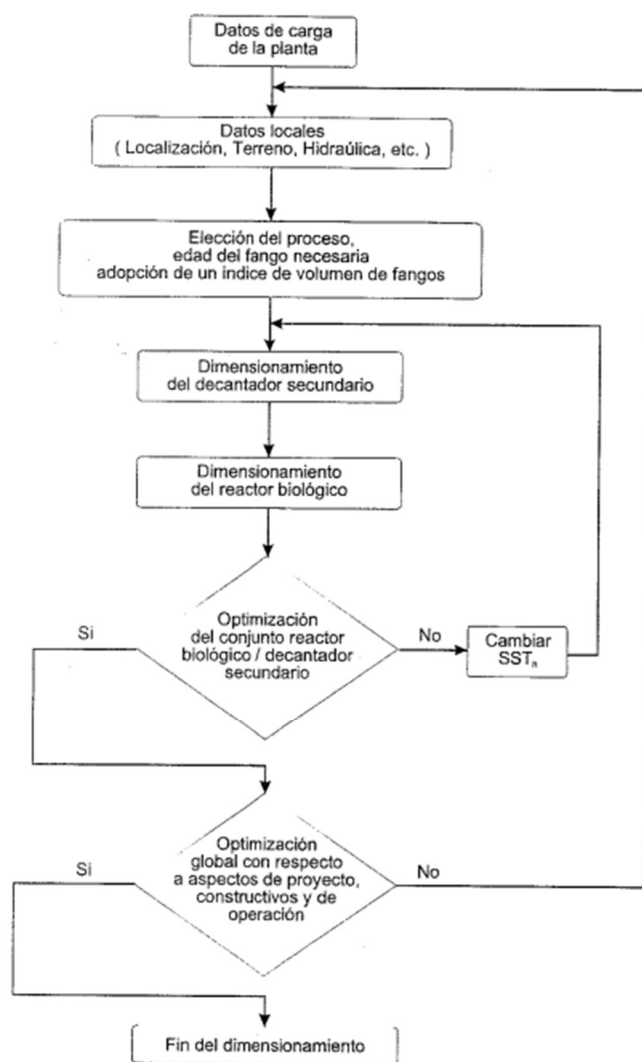 Datos de carga
de la planta
Datos locales
( Localización, Terreno, Hidraúlica, etc. )
Elección del proceso,
edad del fango necesaria
adopción de un indice de volumen de fangos
Dimensionamiento
del decantador secundario
Dimensionamiento
del reactor biológico
Optimización
del conjunto reactor
biológico / decantador
secundario
Si
No
Cambiar
SSTa
Optimización
global con respecto
a aspectos de proyecto,
constructivos y de
operación
Si
No
Fin del dimensionamiento